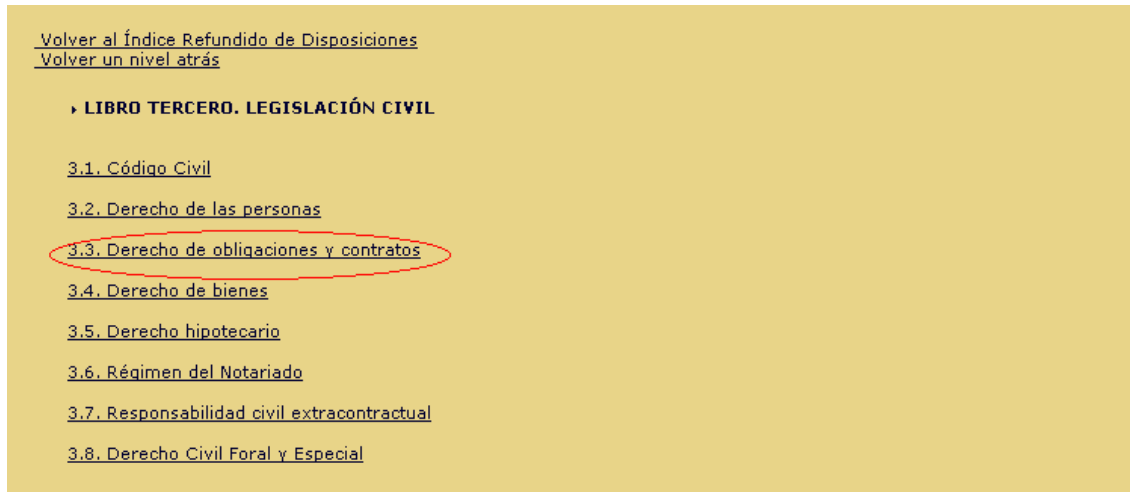 Volver al Índice Refundido de Disposiciones
Volver un nivel atrás
LIBRO TERCERO. LEGISLACIÓN CIVIL
3.1. Código Civil
3.2. Derecho de las personas
3.3. Derecho de obligaciones y contratos
3.4. Derecho de bienes
3.5. Derecho hipotecario
3.6. Régimen del Notariado
3.7. Responsabilidad civil extracontractual
3.8. Derecho Civil Foral y Especial